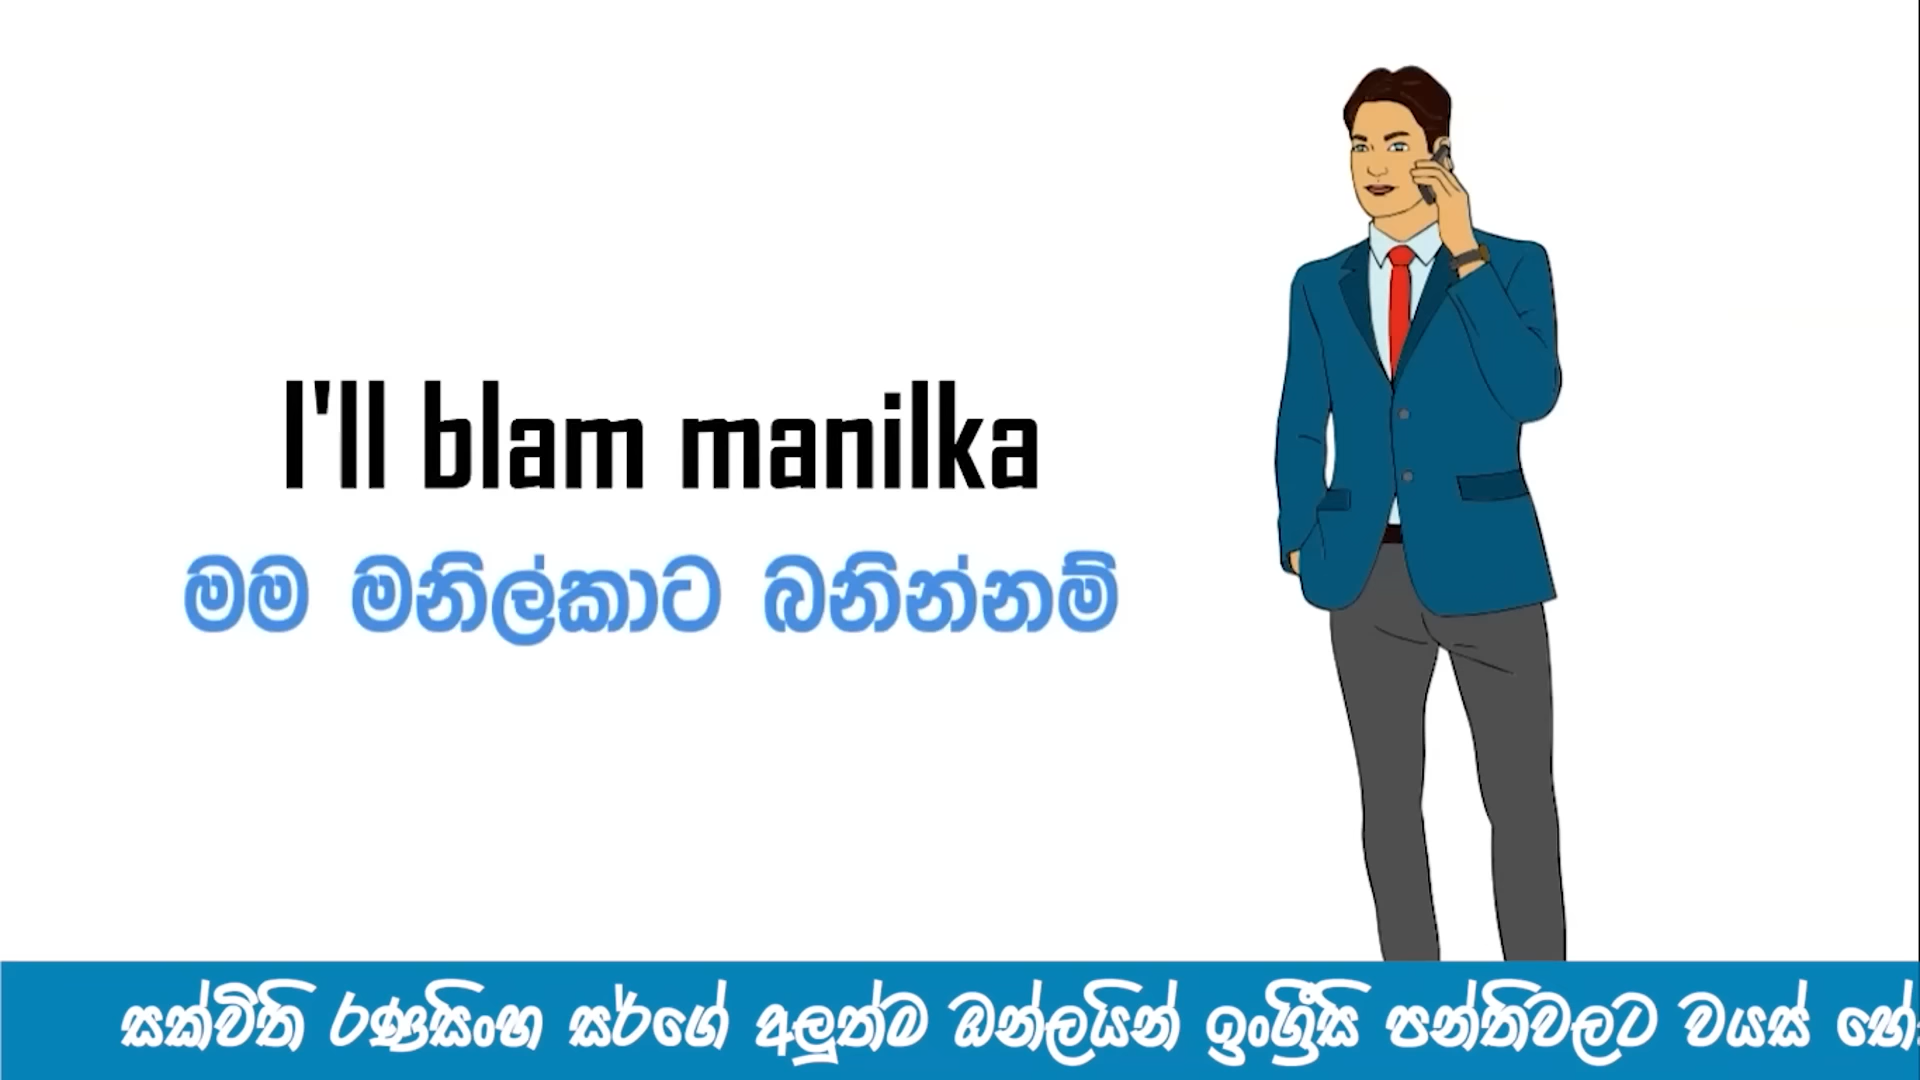 I'll blam manilka
මම මනිල්කාට බනින්නම්
සක්විති රණසිංහ සර්ගේ අලුත්ම ඔන්ලයින් ඉංග්‍රීසි පන්තිවලට වයස්